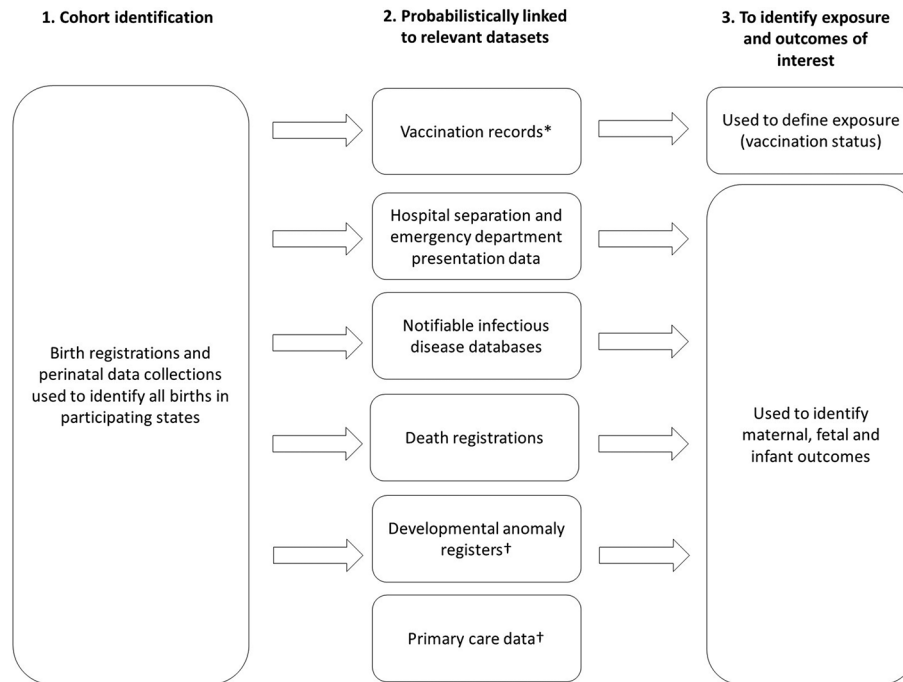 1. Cohort identification
2. Probabilistically linked
to relevant datasets
3. To identify exposure
and outcomes of
interest
Birth registrations and
perinatal data collections
used to identify all births in
participating states
Vaccination records*
Hospital separation and
emergency department
presentation data
Notifiable infectious
disease databases
Death registrations
Developmental anomaly
registers†
Primary care data†
Used to define exposure
(vaccination status)
Used to identify
maternal, fetal and
infant outcomes